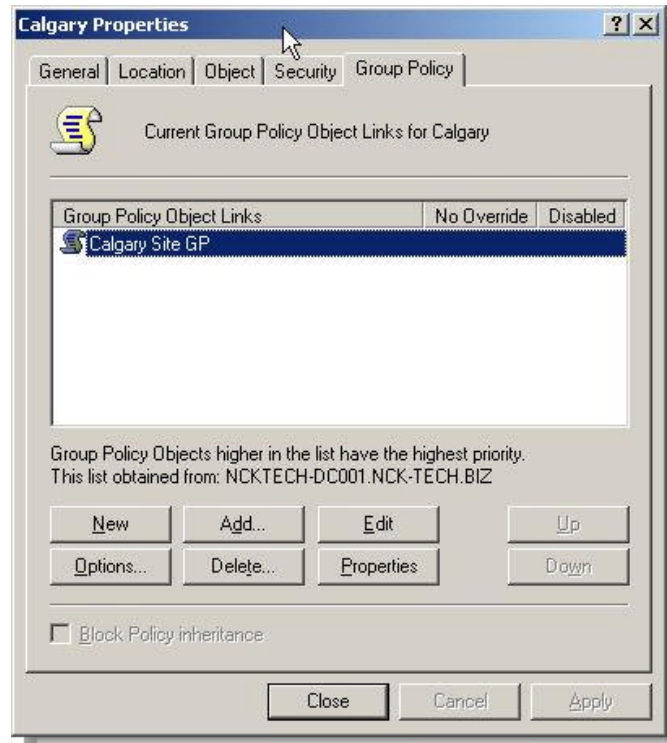 Calgary Properties
General Location Object Security Group Policy
Current Group Policy Object Links for Calgary
Group Policy Object Links No Override Disabled
Calgary Site GP
Group Policy Objects higher in the list have the highest priority.
This list obtained from: NCKTECH-DC001.NCK-TECH.BIZ
New Add... Edit Up
Options... Delete... Properties Down
Block Policy inheritance
Close Cancel Apply